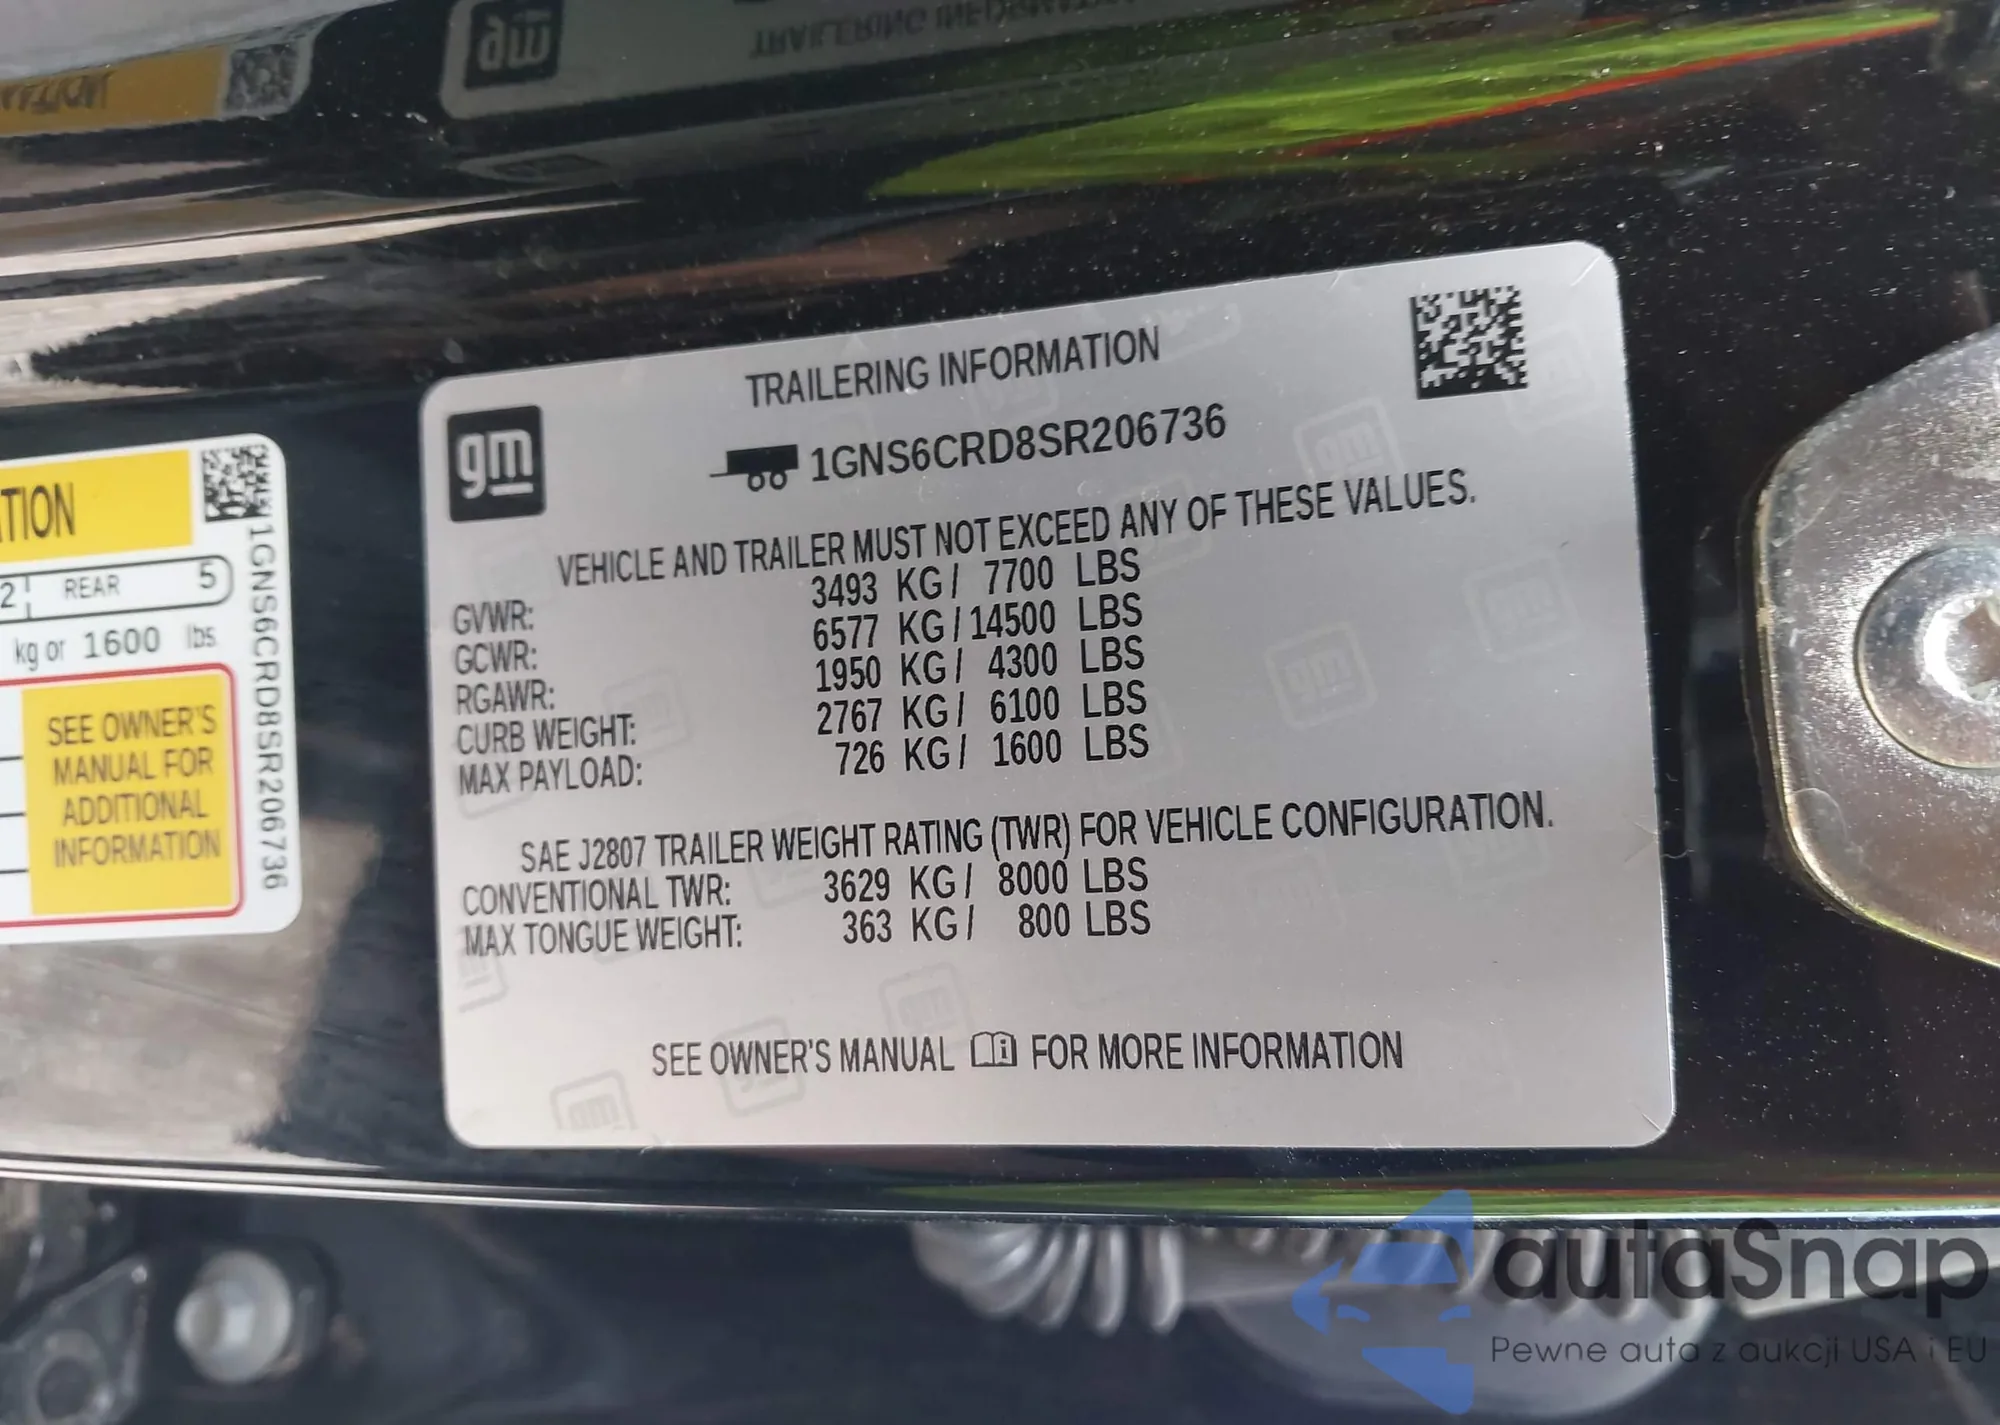 TRAILERING INFORMATION
gm
1GNS6CRD8SR206736
VEHICLE AND TRAILER MUST NOT EXCEED ANY OF THESE VALUES.
GVWR: 3493 KG/ 7700 LBS
GCWR: 6577 KG/ 14500 LBS
RGAWR: 1950 KG/ 4300 LBS
CURB WEIGHT: 2767 KG/ 6100 LBS
MAX PAYLOAD: 726 KG/ 1600 LBS
SAE J2807 TRAILER WEIGHT RATING (TWR) FOR VEHICLE CONFIGURATION.
CONVENTIONAL TWR: 3629 KG/ 8000 LBS
MAX TONGUE WEIGHT: 363 KG/ 800 LBS
SEE OWNER'S MANUAL FOR MORE INFORMATION
TION
2 REAR 5
kg or 1600 lbs
SEE OWNER'S
MANUAL FOR
ADDITIONAL
INFORMATION
1GNS6CRD8SR206736
autaSnap
Pewne auta z aukcji USA i EU